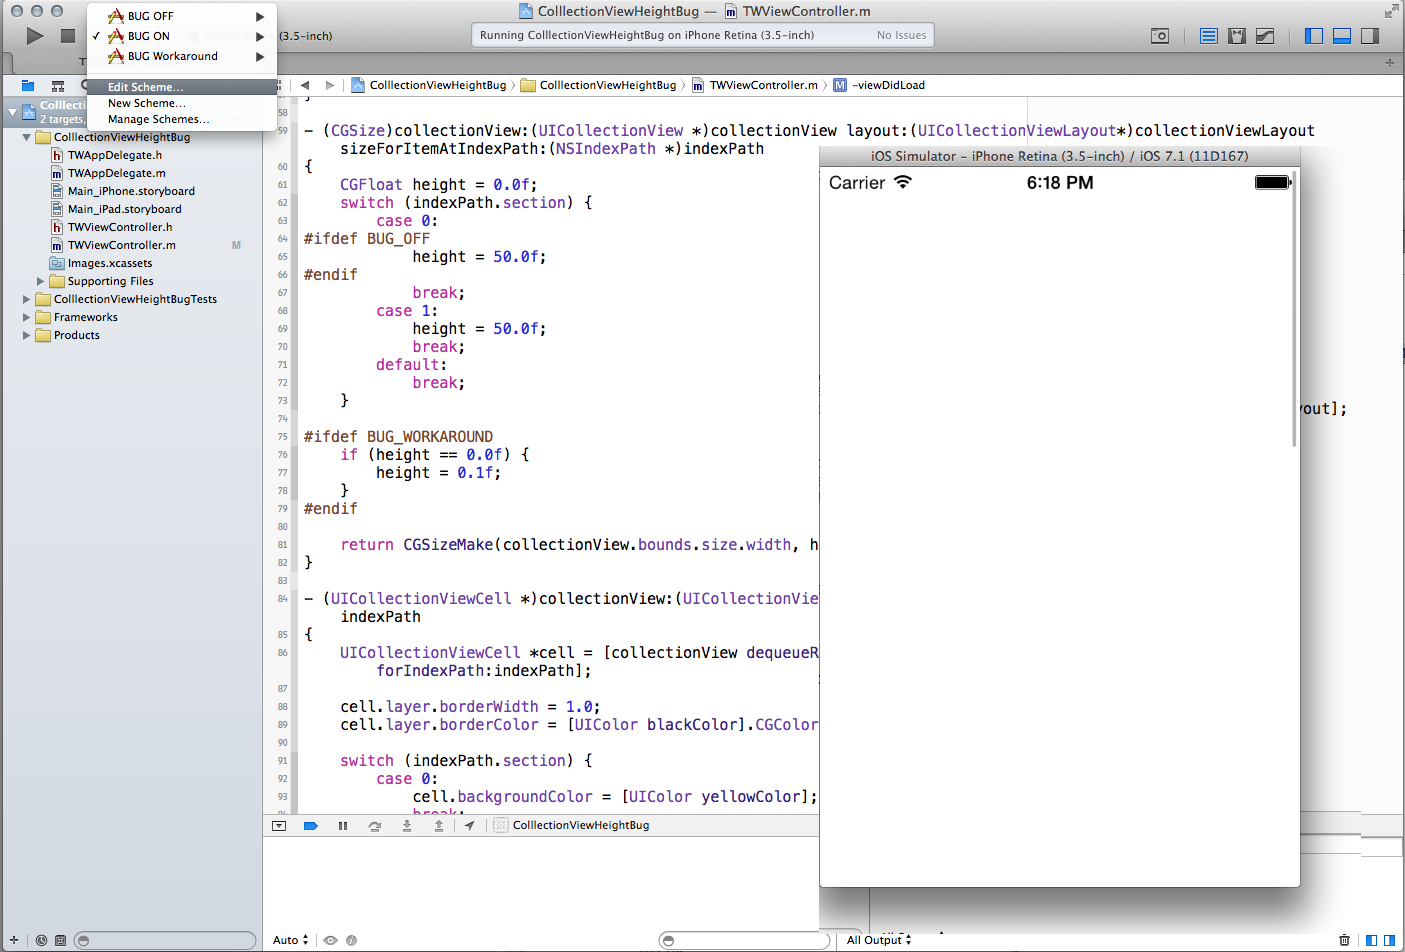 CollectionViewHeightBug — TWViewController.m
BUG OFF
✓ BUG ON
BUG Workaround
Edit Scheme...
New Scheme...
Manage Schemes...
(3.5-inch)
Running CollectionViewHeightBug on iPhone Retina (3.5-inch) No Issues
CollectionViewHeightBug CollectionViewHeightBug TWViewController.m M -viewDidLoad
2 targets,
CollectionViewHeightBug
h TWAppDelegate.h
m TWAppDelegate.m
Main_iPhone.storyboard
Main_iPad.storyboard
h TWViewController.h
m TWViewController.m M
Images.xcassets
Supporting Files
CollectionViewHeightBugTests
Frameworks
Products
58
59 - (CGSize)collectionView:(UICollectionView *)collectionView layout:(UICollectionViewLayout*)collectionViewLayout
sizeForItemAtIndexPath:(NSIndexPath *)indexPath
60 {
61 CGFloat height = 0.0f;
62 switch (indexPath.section) {
63 case 0:
64 #ifdef BUG_OFF
65 height = 50.0f;
66 #endif
67 break;
68 case 1:
69 height = 50.0f;
70 break;
71 default:
72 break;
73 }
74
75 #ifdef BUG_WORKAROUND
76 if (height == 0.0f) {
77 height = 0.1f;
78 }
79 #endif
80
81 return CGSizeMake(collectionView.bounds.size.width, h
82 }
83
84 - (UICollectionViewCell *)collectionView:(UICollectionVie
indexPath
85 {
86 UICollectionViewCell *cell = [collectionView dequeueR
forIndexPath:indexPath];
87
88 cell.layer.borderWidth = 1.0;
89 cell.layer.borderColor = [UIColor blackColor].CGColor
90
91 switch (indexPath.section) {
92 case 0:
93 cell.backgroundColor = [UIColor yellowColor];
break;
yout];
iOS Simulator - iPhone Retina (3.5-inch) / iOS 7.1 (11D167)
Carrier 6:18 PM
CollectionViewHeightBug
Auto
All Output